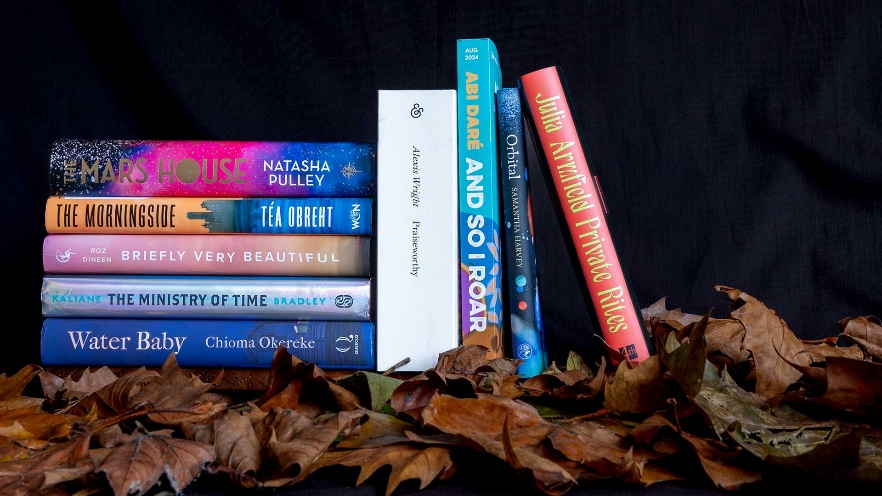 THE MARS HOUSE NATASHA PULLEY
THE MORNINGSIDE TÉA OBREHT W&N
ROZ DINEEN BRIEFLY VERY BEAUTIFUL
KALIANE THE MINISTRY OF TIME BRADLEY
Water Baby Chioma Okereke
Alexis Wright Praiseworthy
AUG 2024
ABI DARÉ AND SO I ROAR
Orbital SAMANTHA HARVEY
Julia Armfield Private Rites